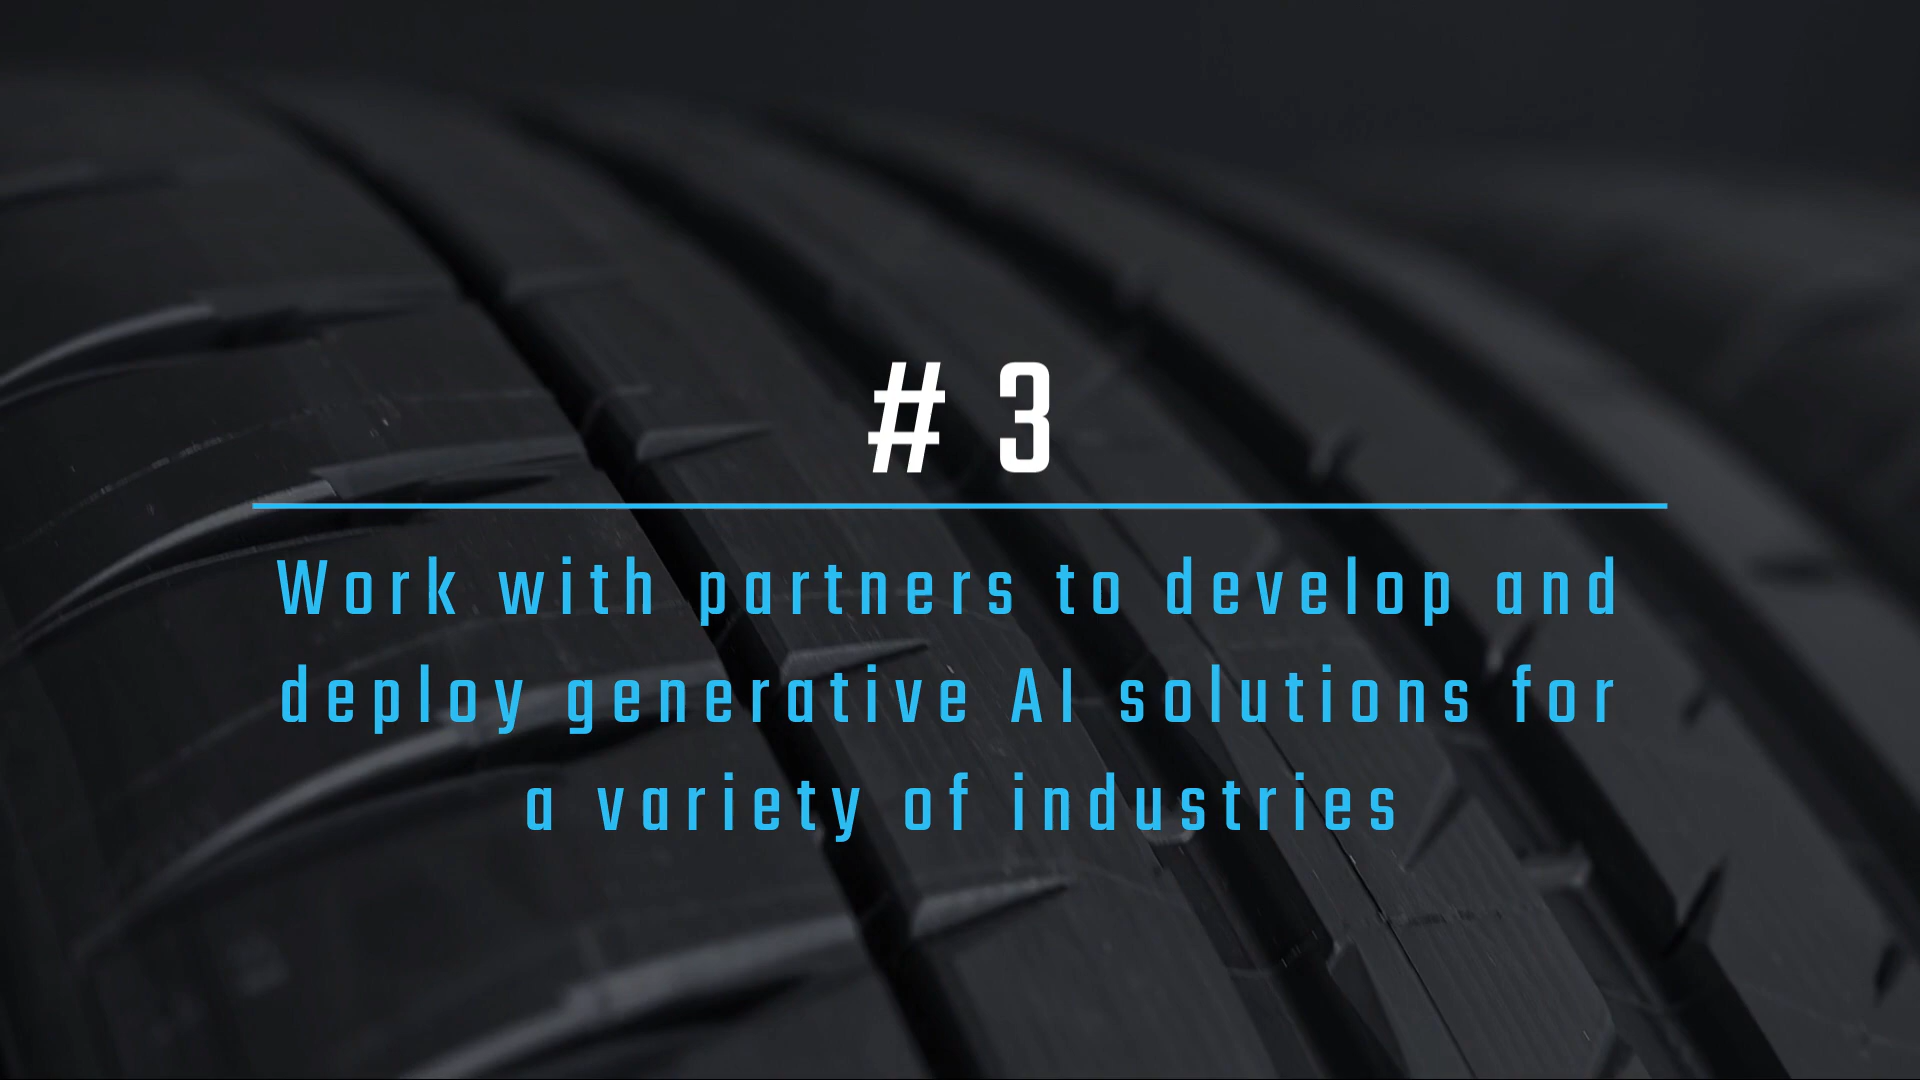 # 3
Work with partners to develop and
deploy generative AI solutions for
a variety of industries